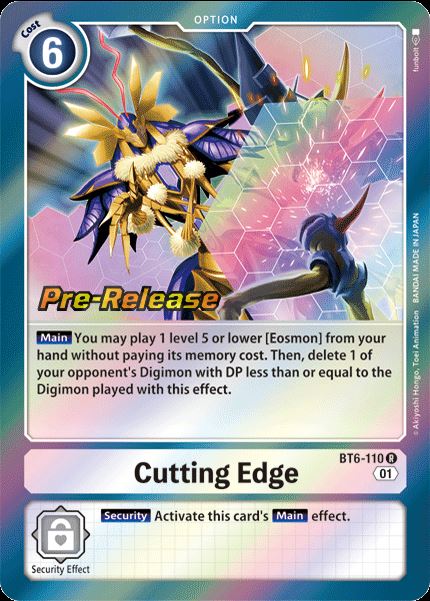 OPTION
Cost
6
funbolt
© Akiyoshi Hongo, Toei Animation BANDAI MADE IN JAPAN
Pre-Release
Main You may play 1 level 5 or lower [Eosmon] from your
hand without paying its memory cost. Then, delete 1 of
your opponent's Digimon with DP less than or equal to the
Digimon played with this effect.
BT6-110 R
Cutting Edge
01
Security Activate this card's Main effect.
Security Effect